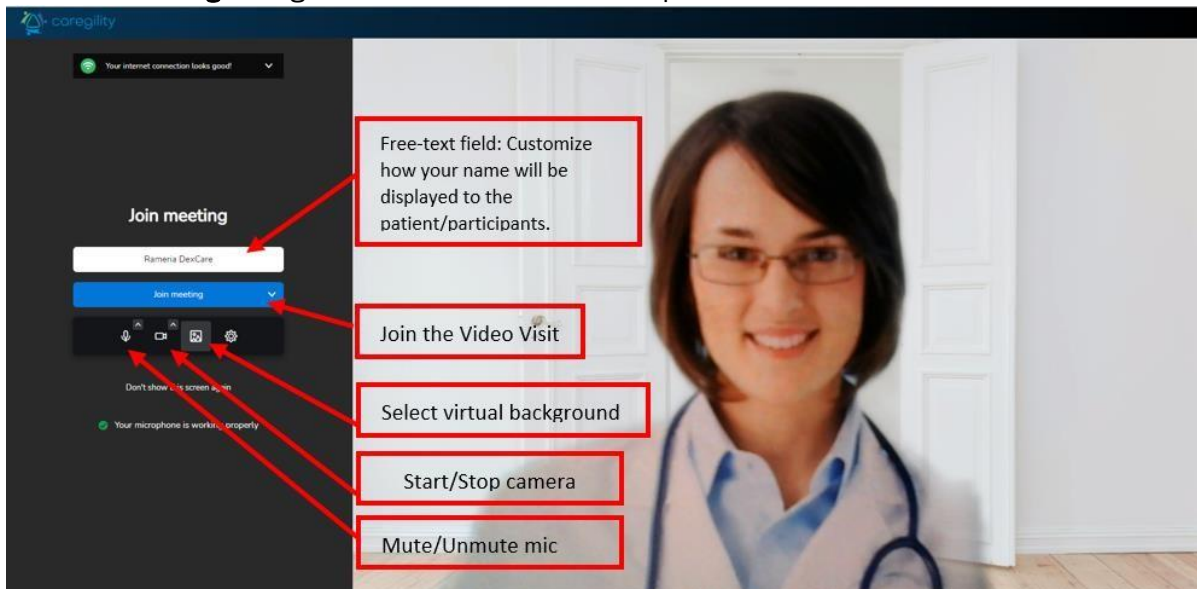 caregility
Your internet connection looks good!
Free-text field: Customize
how your name will be
displayed to the
patient/participants.
Join meeting
Rameria DexCare
Join meeting
Join the Video Visit
Don't show this screen again
Select virtual background
Your microphone is working properly
Start/Stop camera
Mute/Unmute mic